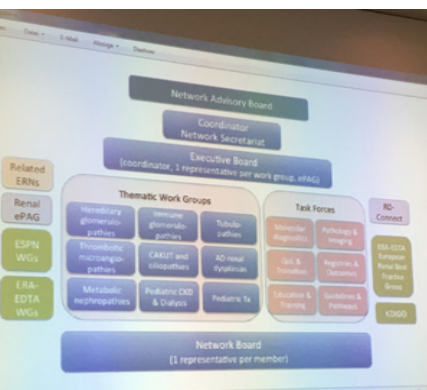 E-Mail
Network Advisory Board
Coordinator
Network Secretariat
Executive Board
(coordinator, 1 representative per work group, ePAG)
Related
ERNs
Renal
ePAG
ESPN
WGs
ERA-
EDTA
WGs
Thematic Work Groups
Hereditary
glomerulo-
pathies
Immune
glomerulo-
pathies
Tubulo-
pathies
Thrombotic
microangio-
pathies
CAKUT and
ciliopathies
AD renal
dysplasias
Metabolic
nephropathies
Pediatric CKD
& Dialysis
Pediatric Tx
Task Forces
Molecular
diagnostics
Pathology &
Imaging
&
Transition
Registries &
Outcomes
Education &
Training
Guidelines &
Pathways
RD-
Connect
ERA-EDTA
European
Renal Best
Practice
Group
KDIGO
Network Board
(1 representative per member)